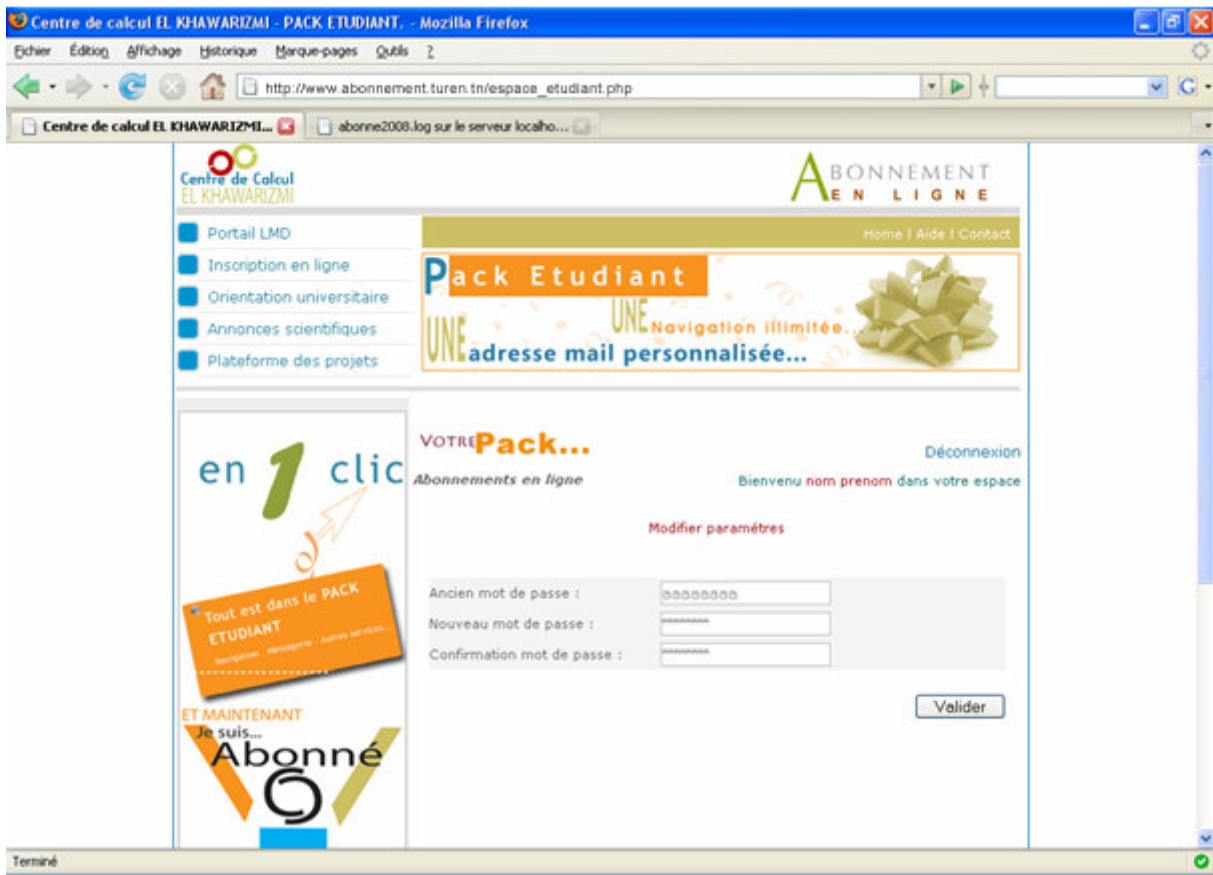 Centre de calcul EL KHAWARIZMI - PACK ETUDIANT. - Mozilla Firefox
Fichier Édition Affichage Historique Marque-pages Outils ?
http://www.abonnement.turen.tn/espace_etudiant.php
G
Centre de calcul EL KHAWARIZMI...
abonne2008.log sur le serveur localho...
Centre de Calcul
EL KHAWARIZMI
ABONNEMENT
EN LIGNE
Portail LMD
Inscription en ligne
Orientation universitaire
Annonces scientifiques
Plateforme des projets
Home | Aide | Contact
Pack Etudiant
UNE Navigation illimitée...
UNE adresse mail personnalisée...
en 1 clic
Tout est dans le PACK
ETUDIANT
Navigation . Messagerie . Autres services...
ET MAINTENANT
Je suis...
Abonné
VOTRE Pack...
Déconnexion
Abonnements en ligne
Bienvenu nom prenom dans votre espace
Modifier paramétres
Ancien mot de passe :
Nouveau mot de passe :
Confirmation mot de passe :
Valider
Terminé